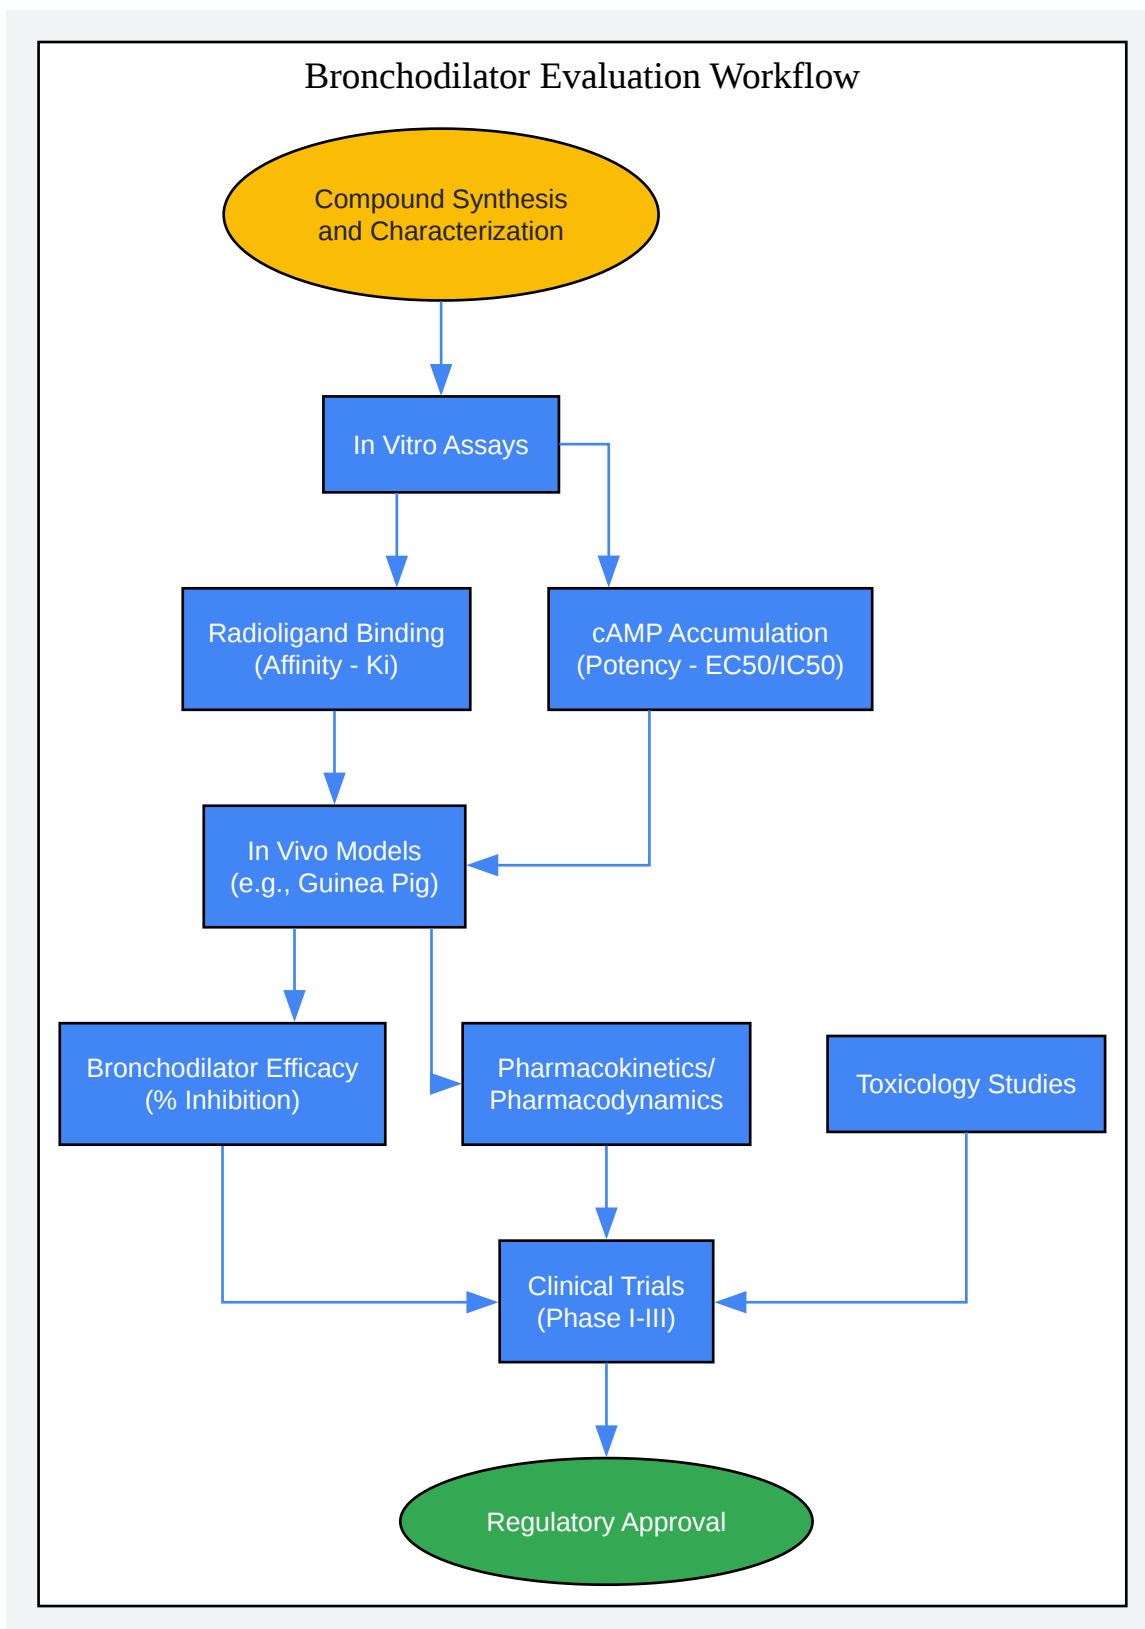 Bronchodilator Evaluation Workflow
Compound Synthesis
and Characterization
In Vitro Assays
Radioligand Binding
(Affinity - Ki)
cAMP Accumulation
(Potency - EC50/IC50)
In Vivo Models
(e.g., Guinea Pig)
Bronchodilator Efficacy
(% Inhibition)
Pharmacokinetics/
Pharmacodynamics
Toxicology Studies
Clinical Trials
(Phase I-III)
Regulatory Approval